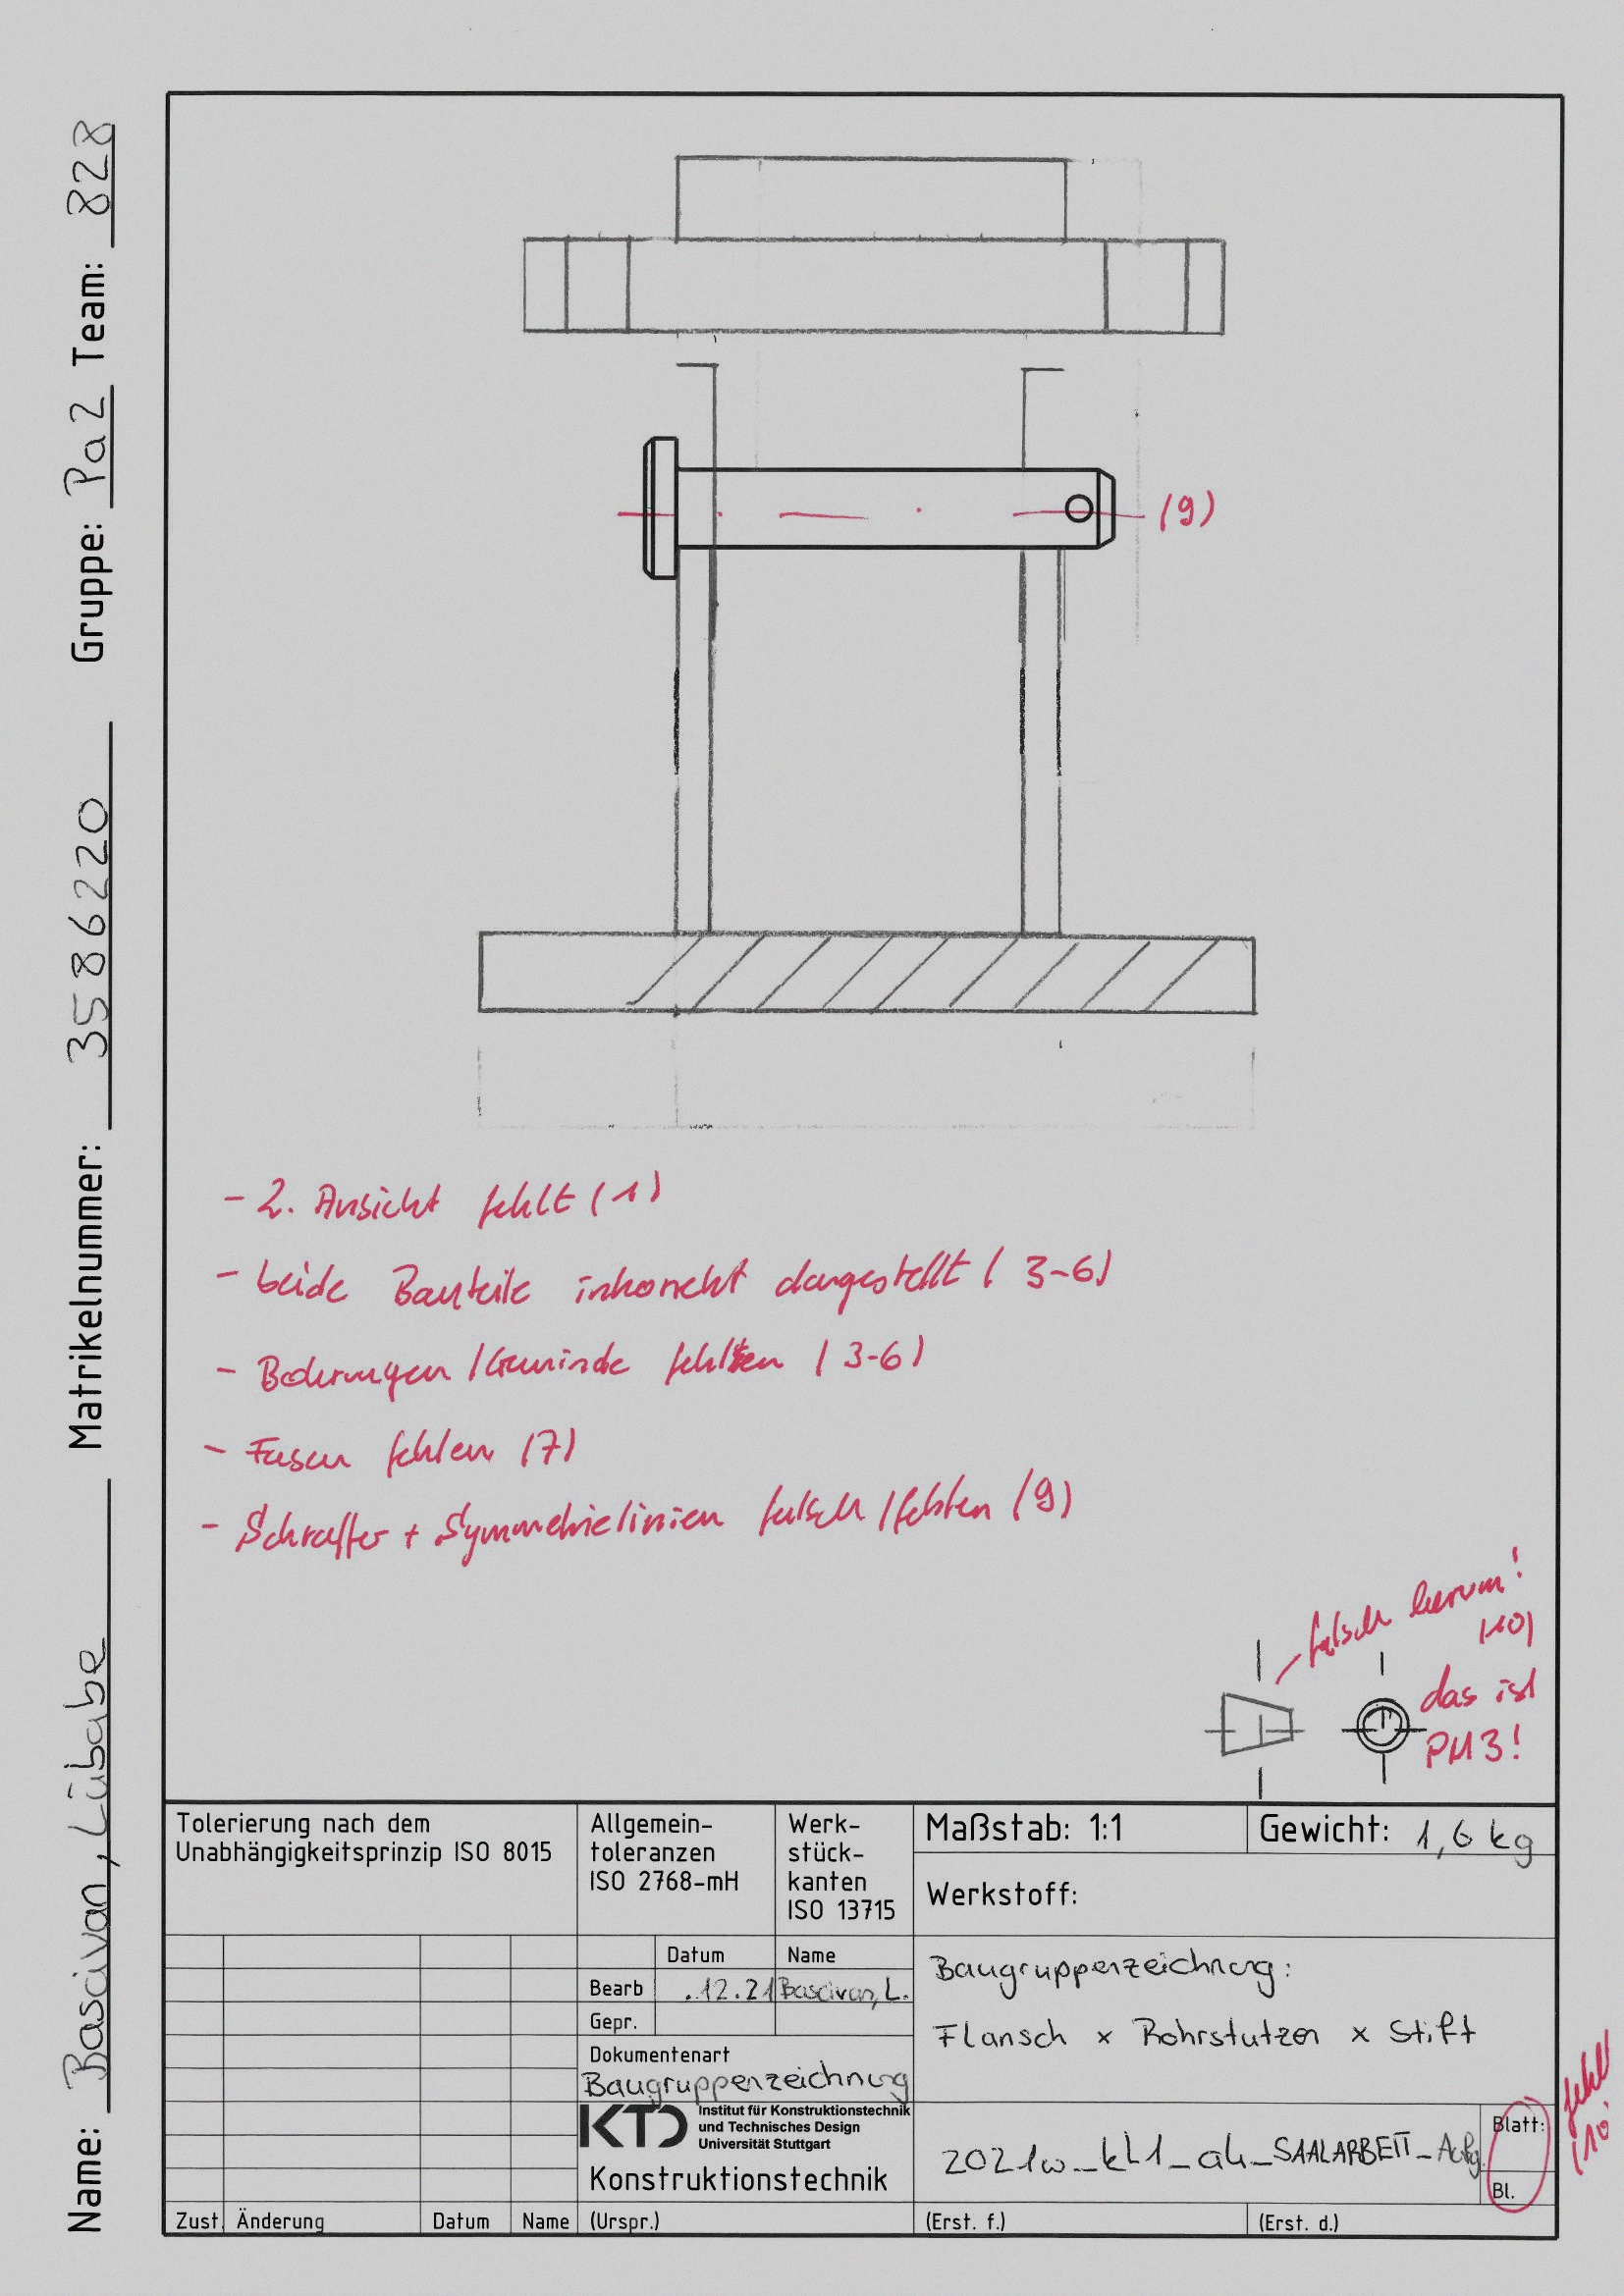 Name: Bascivan, Lübabe Matrikelnummer: 3586220 Gruppe: Pa2 Team: 828
(9)
- 2. Ansicht fehlt (1)
- beide Bauteile inkorrekt dargestellt (3-6)
- Bohrungen / Gewinde fehlen (3-6)
- Fasen fehlen (7)
- Schraffur + Symmetrielinien falsch / fehlen (9)
falsch herum!
(10)
das ist
PM3!
Tolerierung nach dem
Unabhängigkeitsprinzip ISO 8015
Allgemein-
toleranzen
ISO 2768-mH
Werk-
stück-
kanten
ISO 13715
Maßstab: 1:1
Gewicht: 1,6 kg
Werkstoff:
Datum Name
Bearb .12.21 Bascivan, L.
Gepr.
Dokumentenart
Baugruppenzeichnung
Baugruppenzeichnung:
Flansch x Rohrstutzen x Stift
KTD Institut für Konstruktionstechnik
und Technisches Design
Universität Stuttgart
Konstruktionstechnik
2021w_kL1_a4_SAALARBEIT_Aufg.
Blatt:
Bl.
fehlt
(10)
Zust. Änderung Datum Name (Urspr.) (Erst. f.) (Erst. d.)